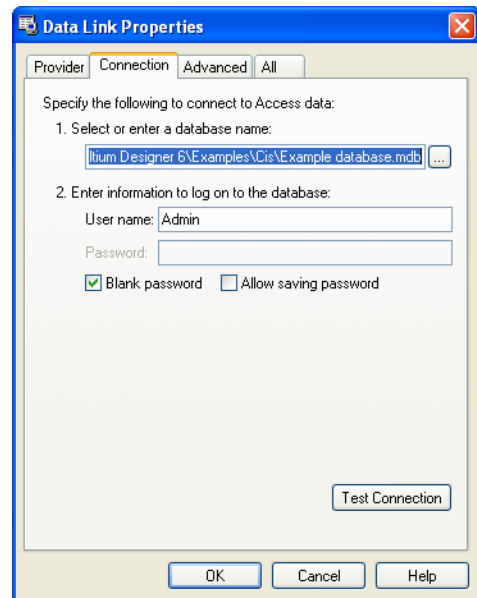 Data Link Properties
Provider Connection Advanced All
Specify the following to connect to Access data:
1. Select or enter a database name:
ltium Designer 6\Examples\Cis\Example database.mdb ...
2. Enter information to log on to the database:
User name: Admin
Password:
Blank password Allow saving password
Test Connection
OK Cancel Help